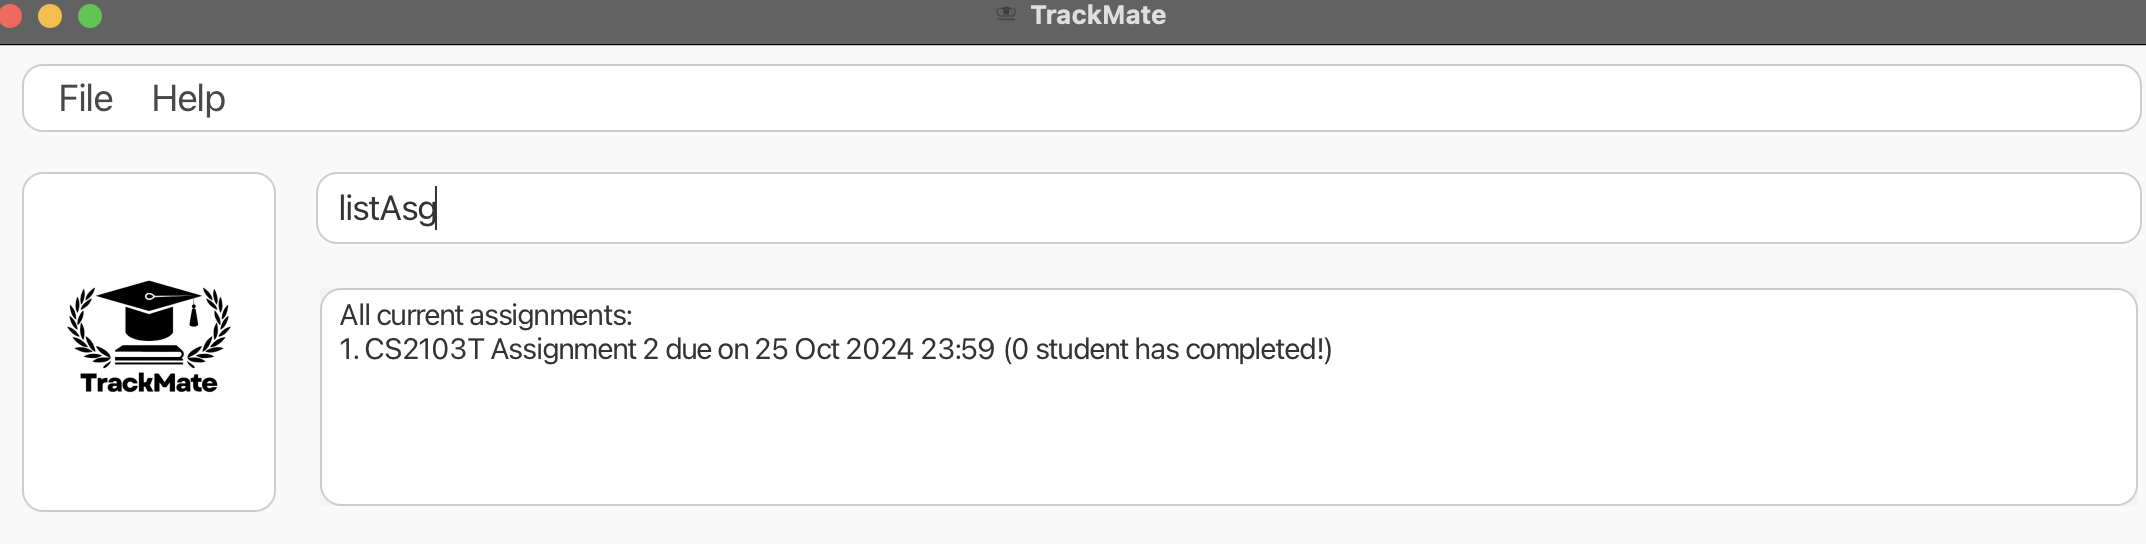 TrackMate
File Help
listAsg
All current assignments:
1. CS2103T Assignment 2 due on 25 Oct 2024 23:59 (0 student has completed!)
TrackMate